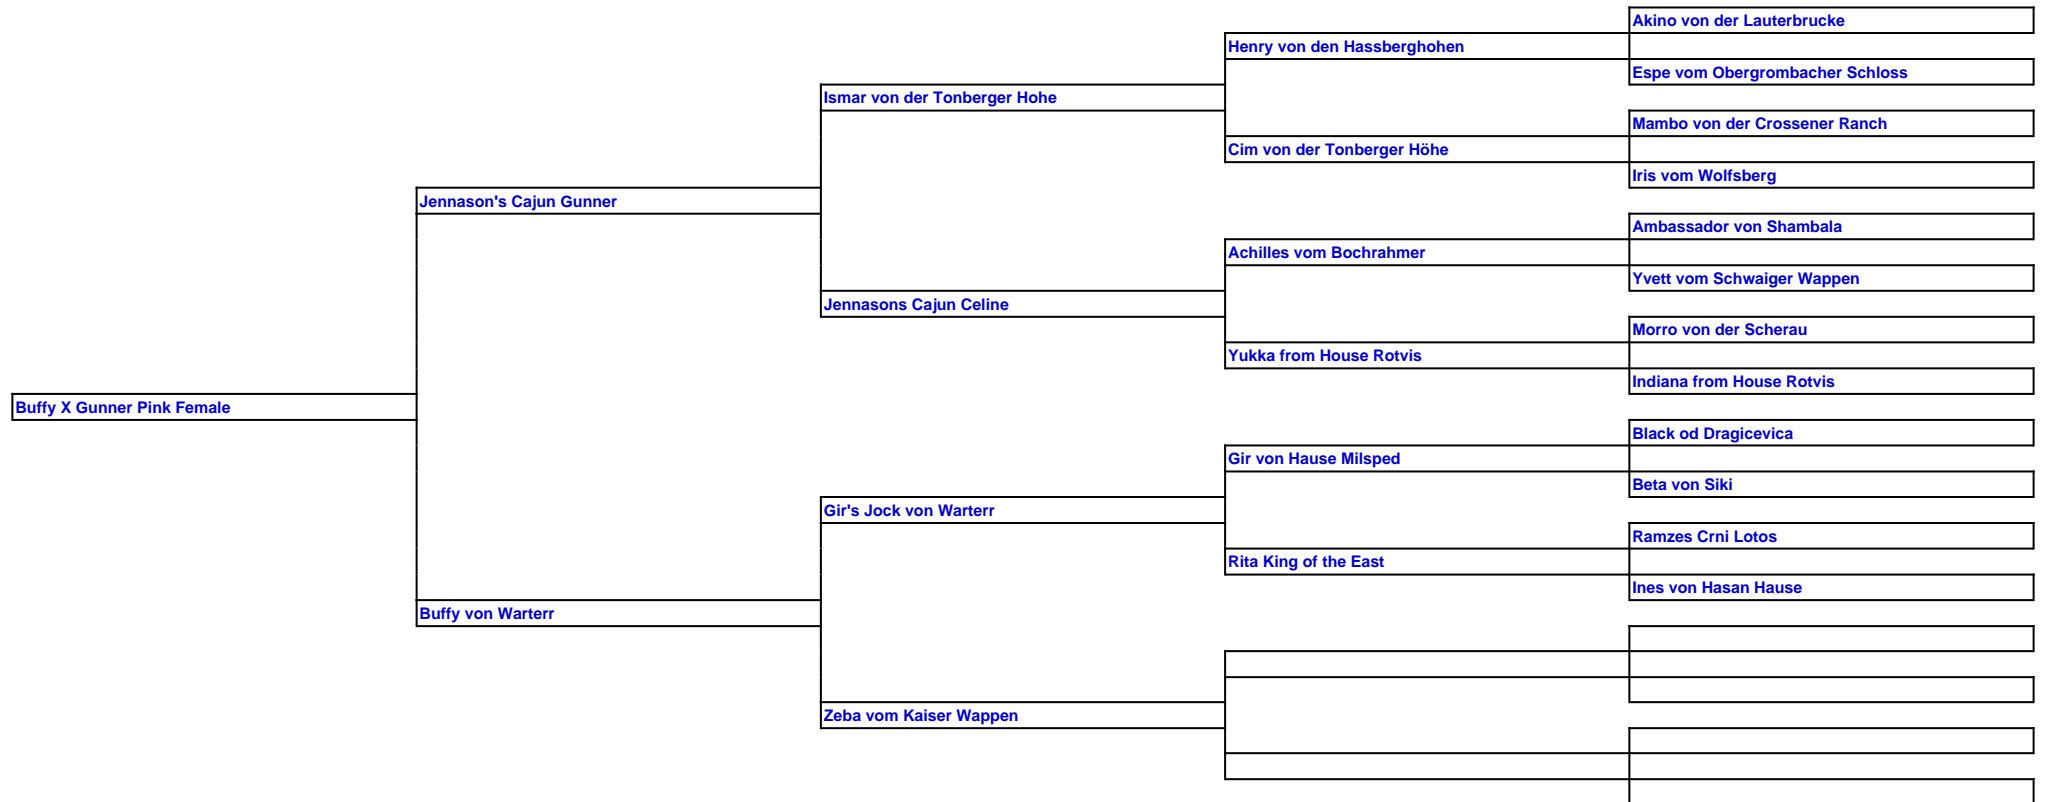 Akino von der Lauterbrucke
Henry von den Hassberghohen
Espe vom Obergrombacher Schloss
Ismar von der Tonberger Hohe
Mambo von der Crossener Ranch
Cim von der Tonberger Höhe
Iris vom Wolfsberg
Jennason's Cajun Gunner
Ambassador von Shambala
Achilles vom Bochrahmer
Yvett vom Schwaiger Wappen
Jennasons Cajun Celine
Morro von der Scherau
Yukka from House Rotvis
Indiana from House Rotvis
Buffy X Gunner Pink Female
Black od Dragicevica
Gir von Hause Milsped
Beta von Siki
Gir's Jock von Warterr
Ramzes Crni Lotos
Rita King of the East
Ines von Hasan Hause
Buffy von Warterr
Zeba vom Kaiser Wappen